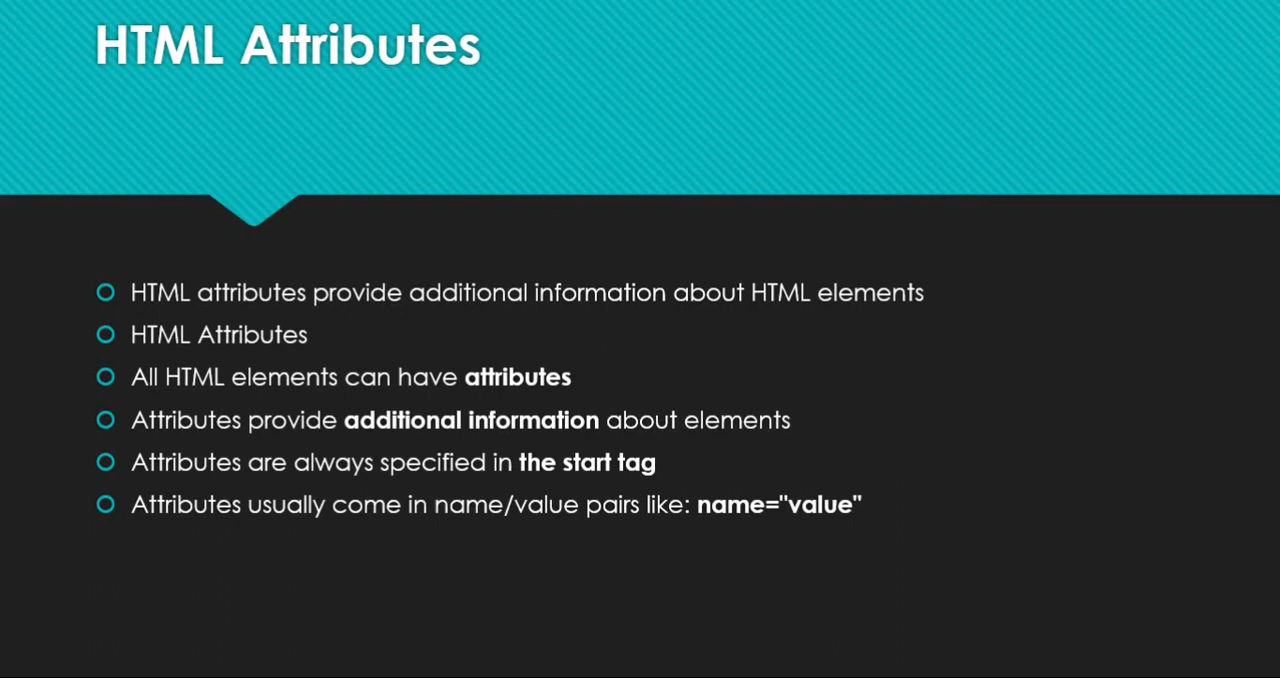 HTML Attributes
HTML attributes provide additional information about HTML elements
HTML Attributes
All HTML elements can have attributes
Attributes provide additional information about elements
Attributes are always specified in the start tag
Attributes usually come in name/value pairs like: name="value"